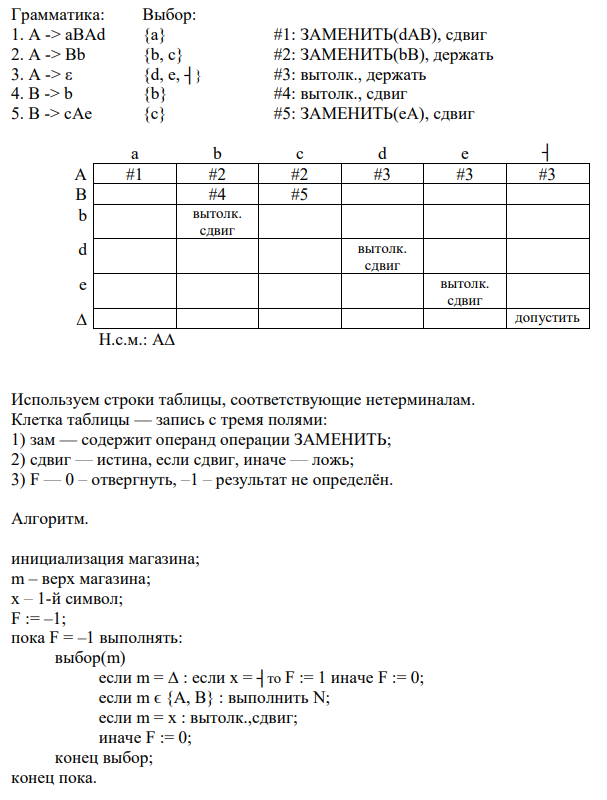 Грамматика: Выбор:
1. A -> aBAd {a} #1: ЗАМЕНИТЬ(dAB), сдвиг
2. A -> Bb {b, c} #2: ЗАМЕНИТЬ(bB), держать
3. A -> ε {d, e, ┤} #3: вытолк., держать
4. B -> b {b} #4: вытолк., сдвиг
5. B -> cAe {c} #5: ЗАМЕНИТЬ(eA), сдвиг
a b c d e ┤
A #1 #2 #2 #3 #3 #3
B #4 #5
b вытолк. сдвиг
d вытолк. сдвиг
e вытолк. сдвиг
Δ допустить
Н.с.м.: АΔ
Используем строки таблицы, соответствующие нетерминалам.
Клетка таблицы — запись с тремя полями:
1) зам — содержит операнд операции ЗАМЕНИТЬ;
2) сдвиг — истина, если сдвиг, иначе — ложь;
3) F — 0 – отвергнуть, –1 – результат не определён.
Алгоритм.
инициализация магазина;
m – верх магазина;
x – 1-й символ;
F := –1;
пока F = –1 выполнять:
выбор(m)
если m = Δ : если x = ┤то F := 1 иначе F := 0;
если m є {A, B} : выполнить N;
если m = x : вытолк.,сдвиг;
иначе F := 0;
конец выбор;
конец пока.